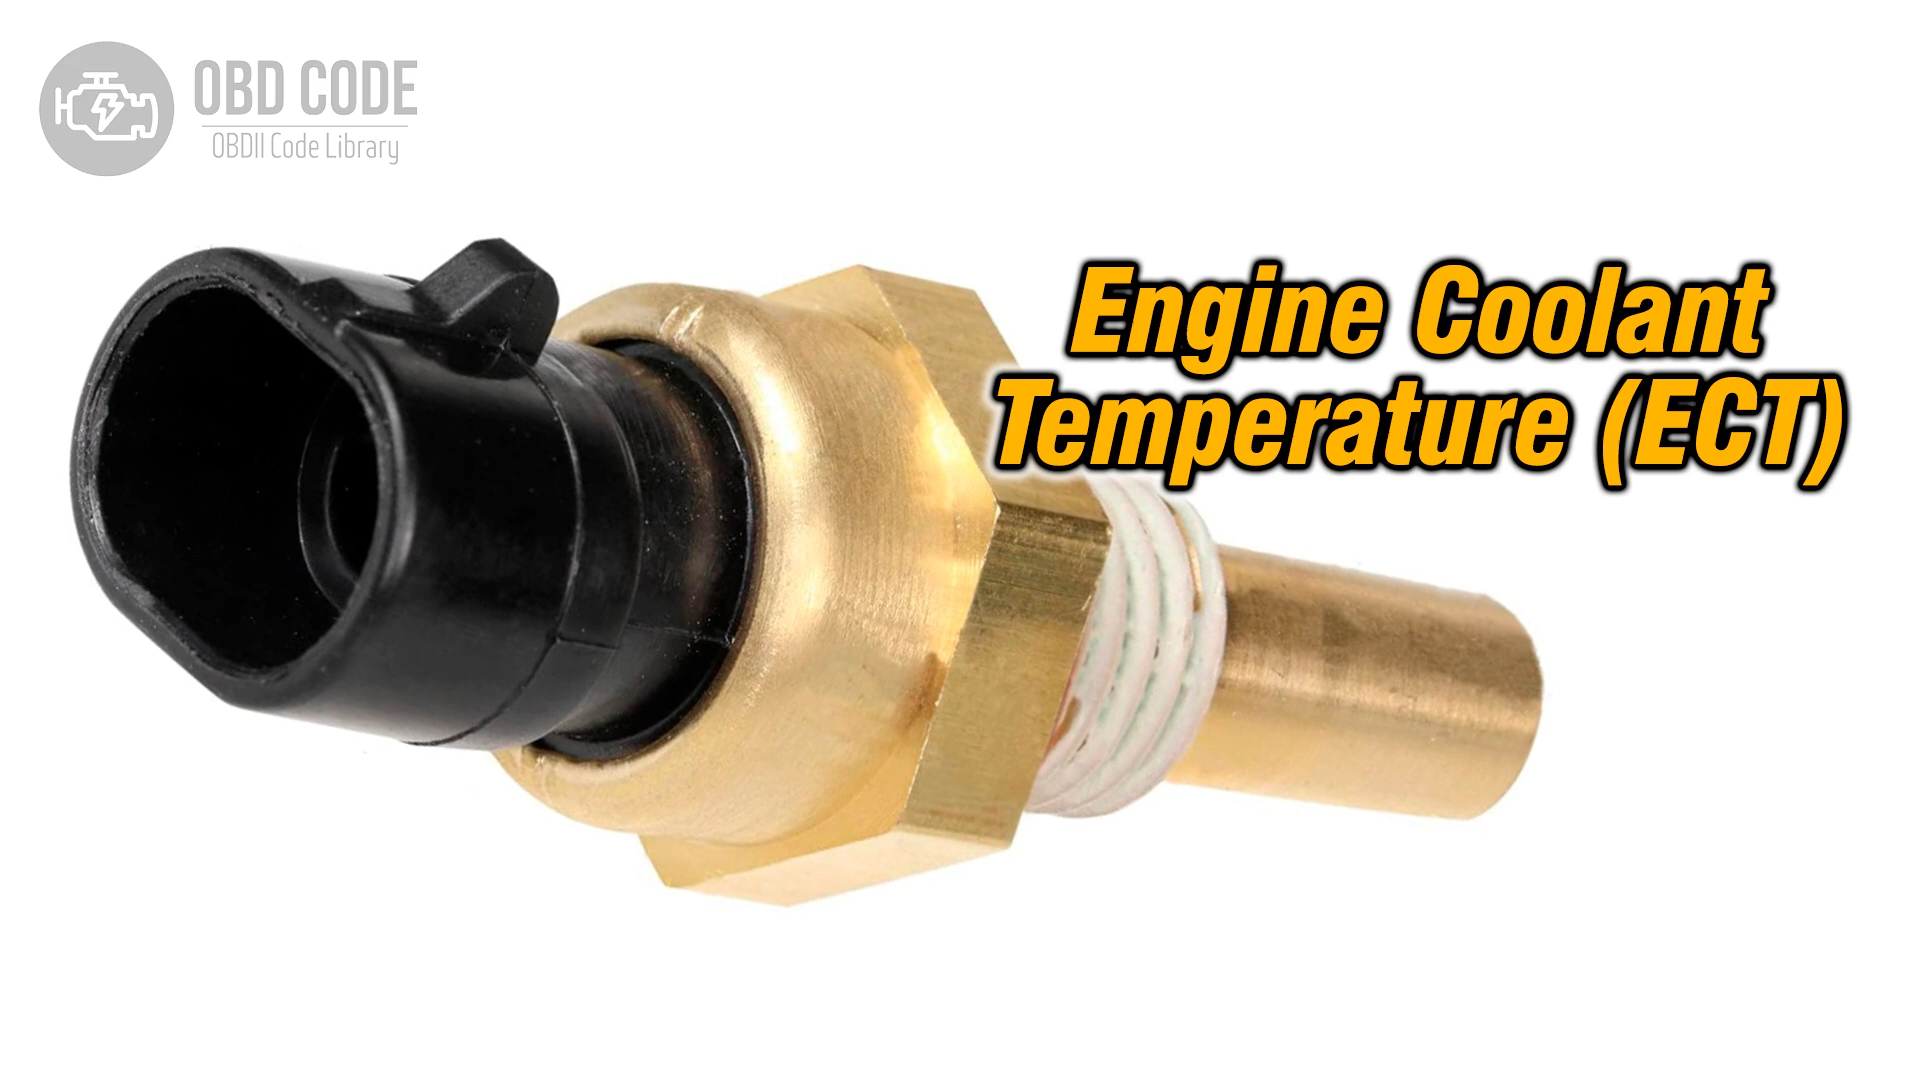 OBD CODE
OBDII Code Library
Engine Coolant
Temperature (ECT)